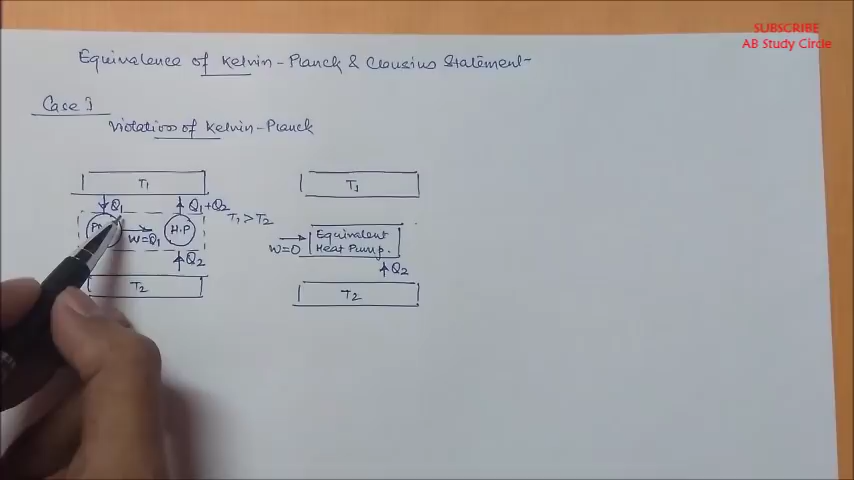 SUBSCRIBE
AB Study Circle
Equivalence of Kelvin-Planck & Clausius Statement-
Case I
Violation of Kelvin-Planck
T1
T1
Q1
Q1+Q2
T1 > T2
H.P
W=Q1
Equivalent
Heat Pump.
W=0
Q2
Q2
T2
T2